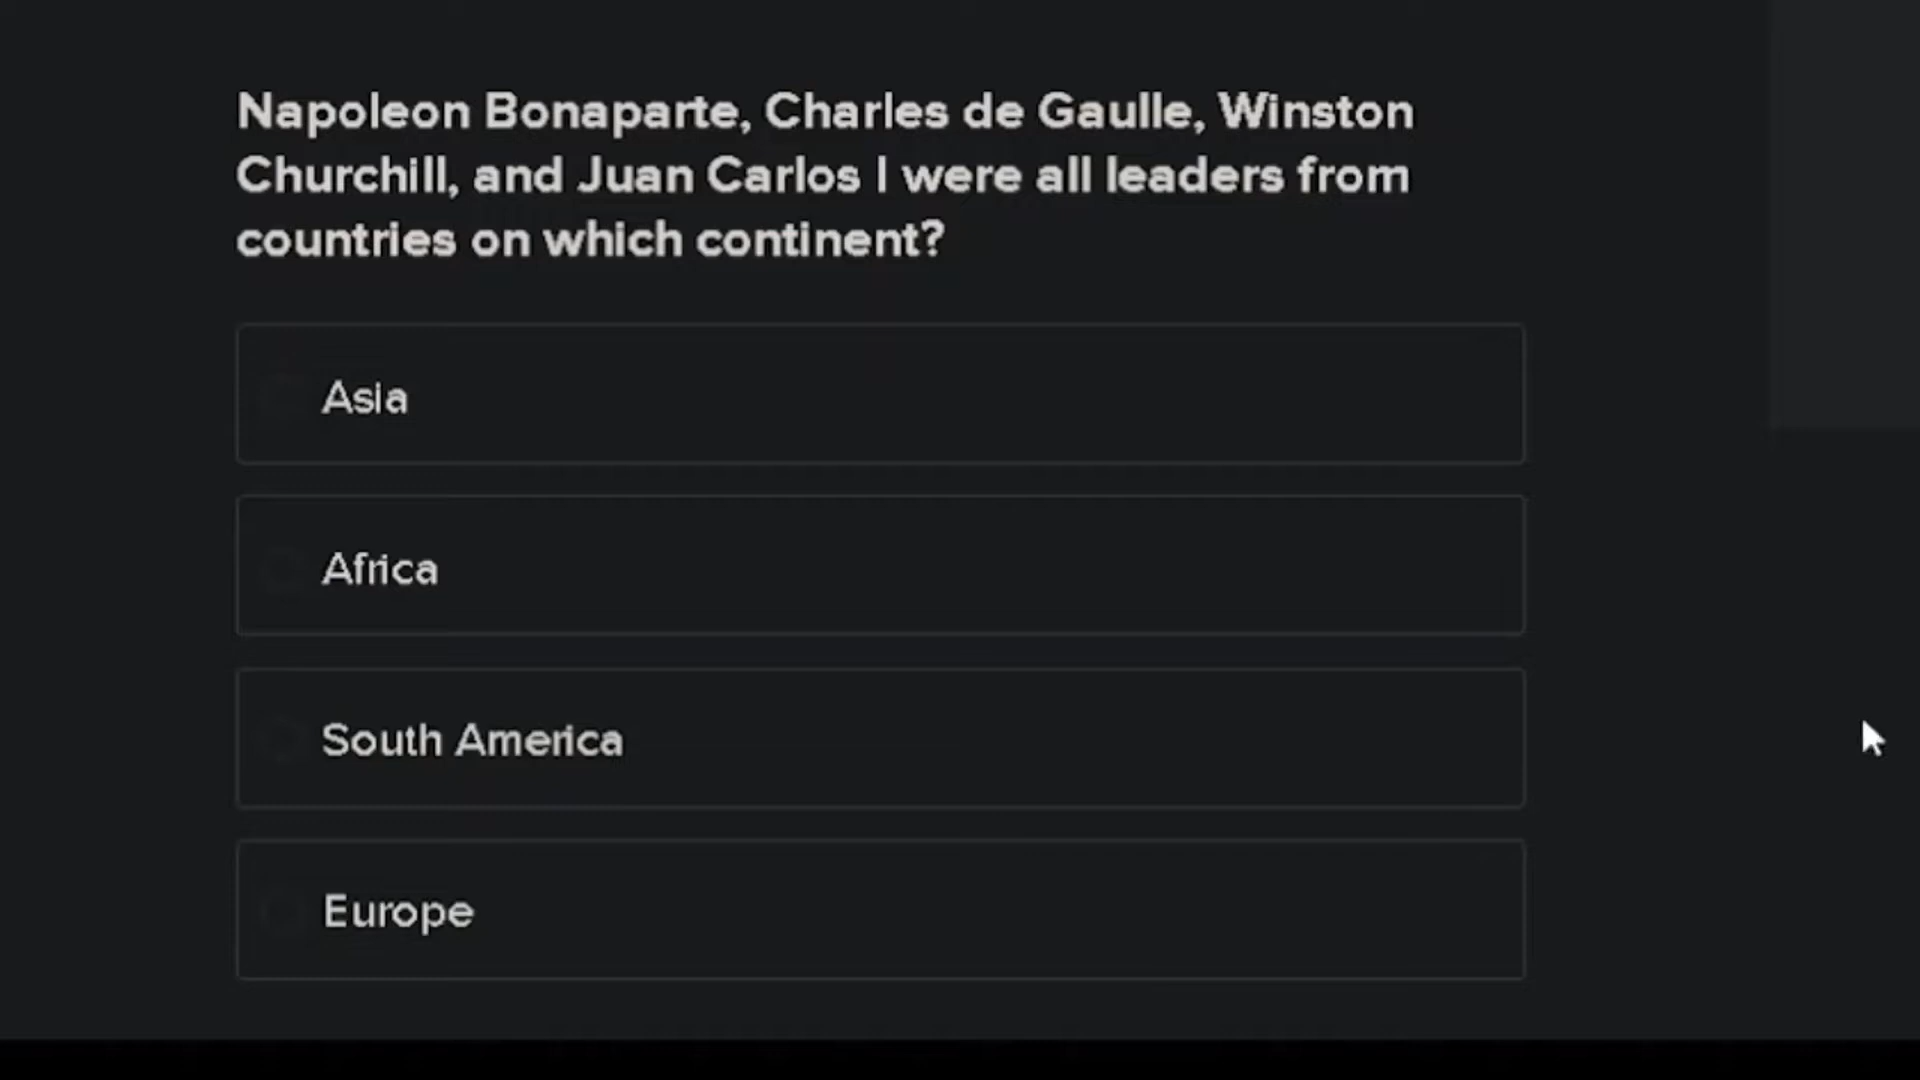 Napoleon Bonaparte, Charles de Gaulle, Winston
Churchill, and Juan Carlos I were all leaders from
countries on which continent?
Asia
Africa
South America
Europe